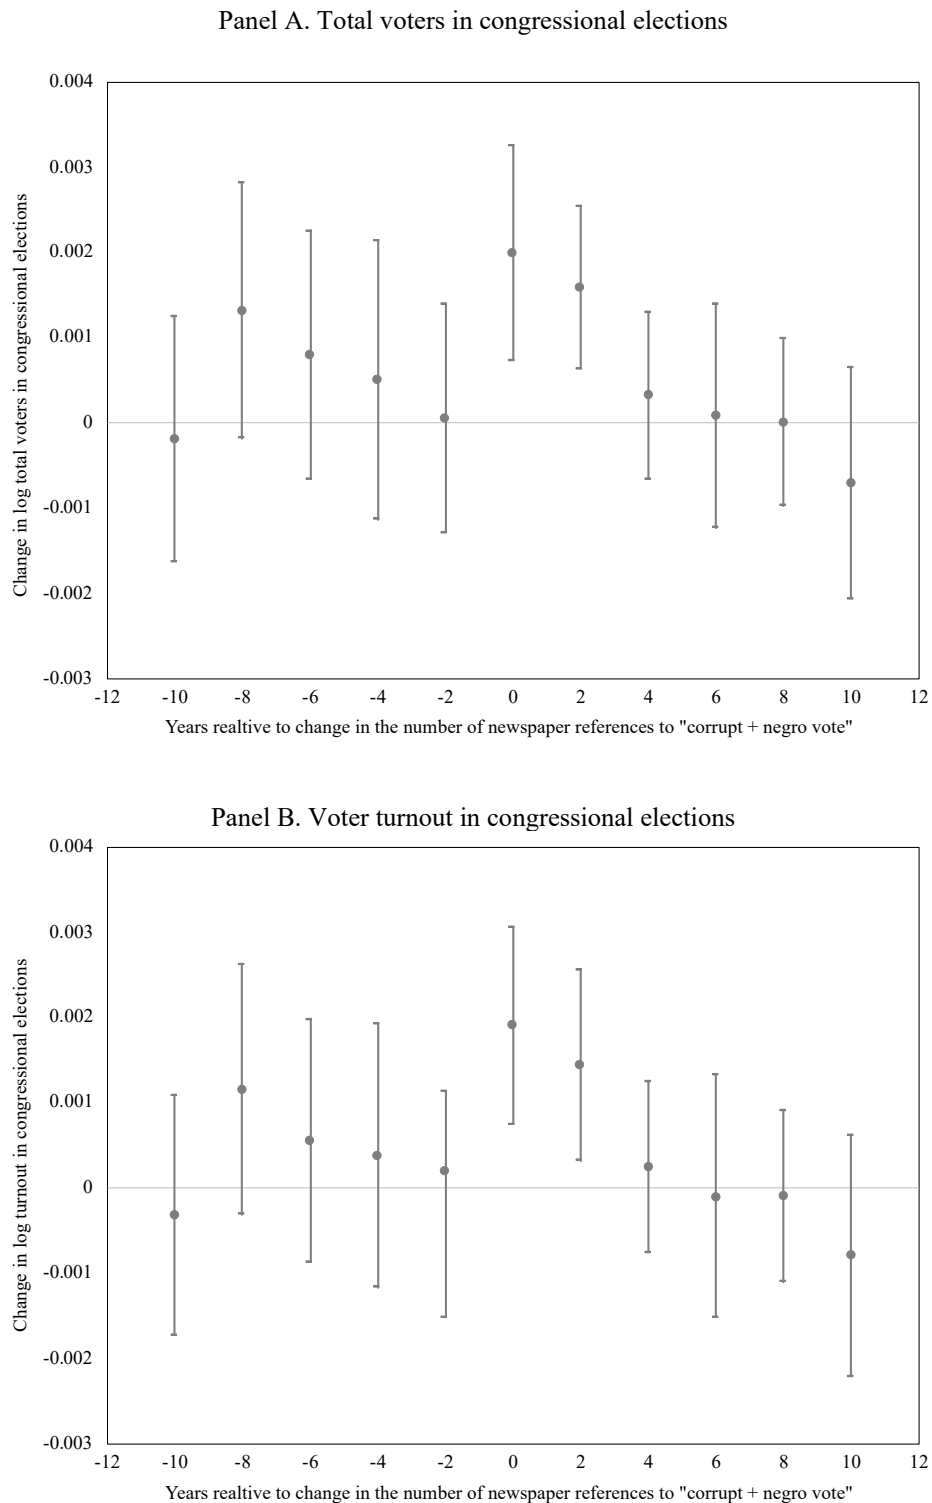 Panel A. Total voters in congressional elections
Change in log total voters in congressional elections
0.004
0.003
0.002
0.001
0
-0.001
-0.002
-0.003
-12 -10 -8 -6 -4 -2 0 2 4 6 8 10 12
Years realtive to change in the number of newspaper references to "corrupt + negro vote"
Panel B. Voter turnout in congressional elections
Change in log turnout in congressional elections
0.004
0.003
0.002
0.001
0
-0.001
-0.002
-0.003
-12 -10 -8 -6 -4 -2 0 2 4 6 8 10 12
Years realtive to change in the number of newspaper references to "corrupt + negro vote"